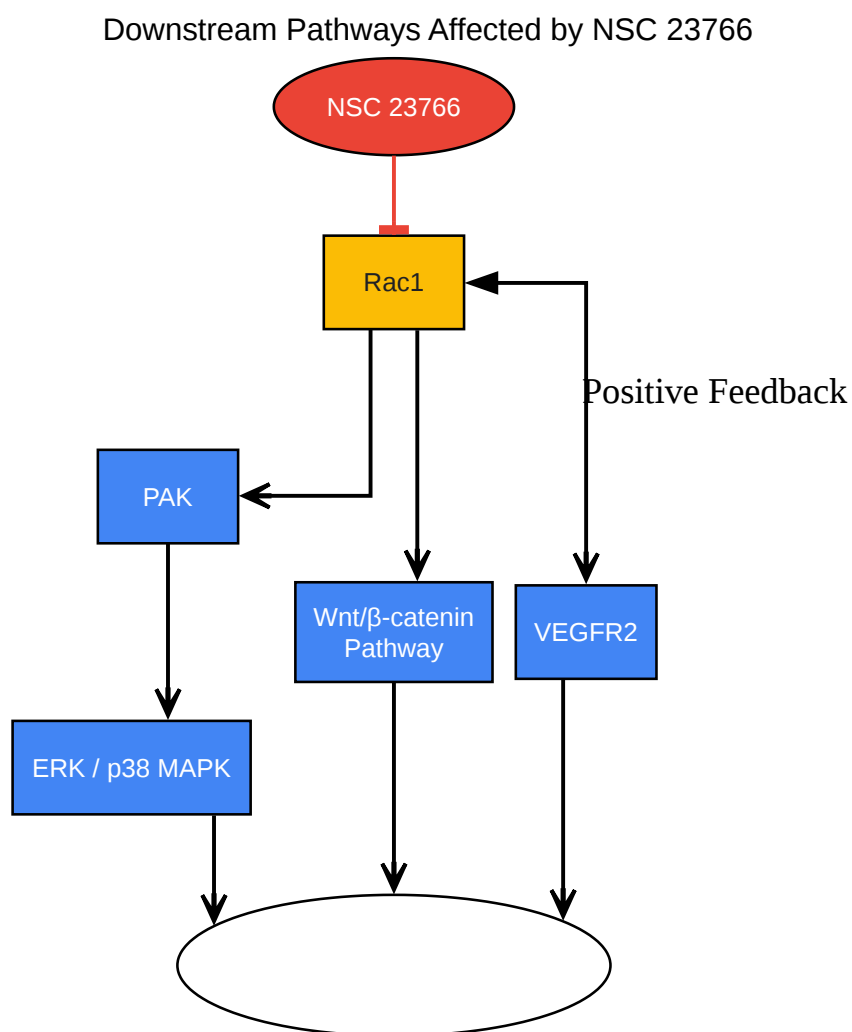 Downstream Pathways Affected by NSC 23766
NSC 23766
Rac1
Positive Feedback
PAK
Wnt/β-catenin
Pathway
VEGFR2
ERK / p38 MAPK